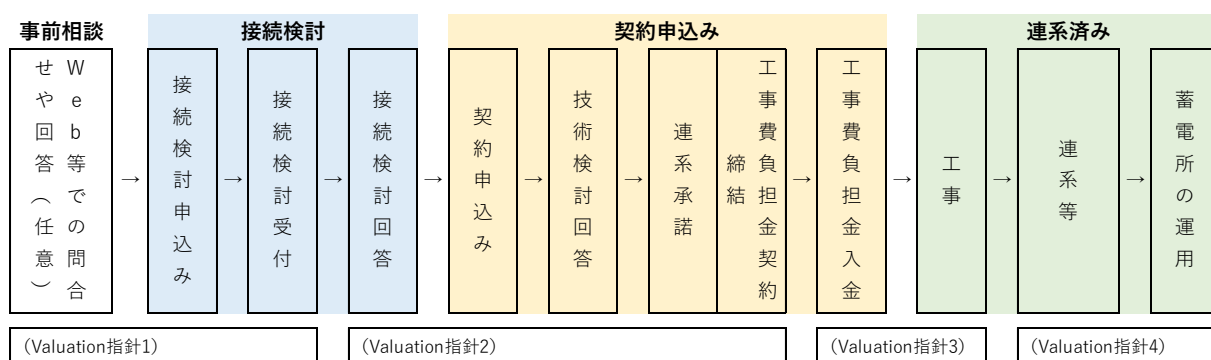 事前相談
接続検討
契約申込み
連系済み
Web等での問合
せや回答（任意）
→
接続検討申込み
→
接続検討受付
→
接続検討回答
→
契約申込み
→
技術検討回答
→
連系承諾
工事費負担金契約
締結
→
工事費負担金入金
→
工事
→
連系等
→
蓄電所の運用
（Valuation指針1）
（Valuation指針2）
（Valuation指針3）
（Valuation指針4）